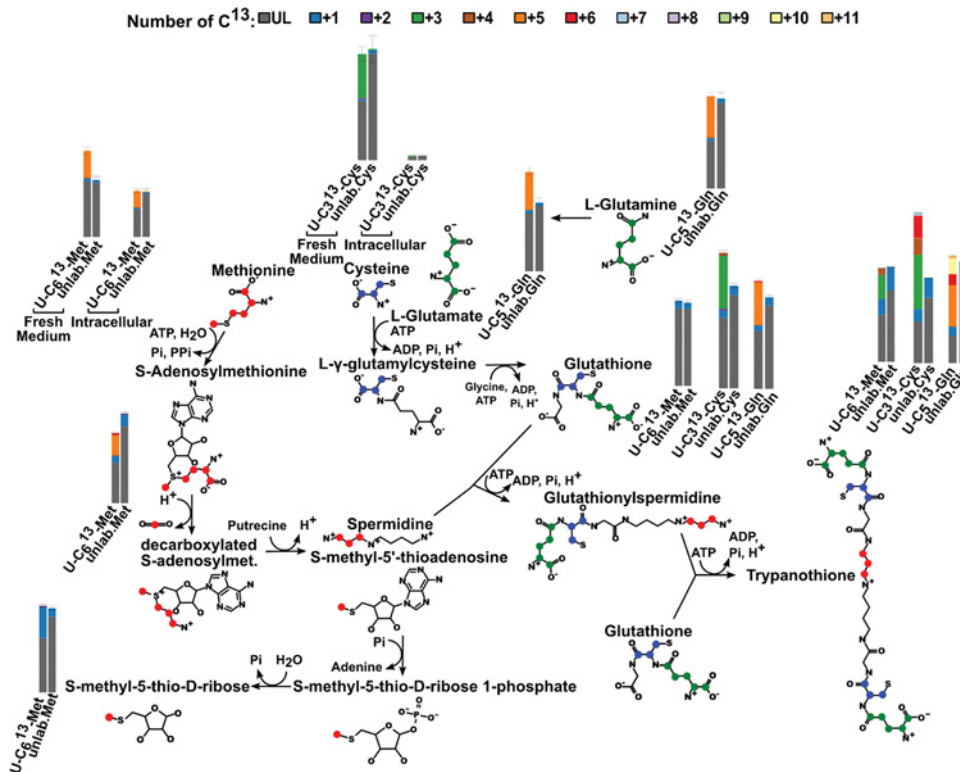 Number of C13: UL +1 +2 +3 +4 +5 +6 +7 +8 +9 +10 +11
U-C6 13-Met
unlab.Met
U-C6 13-Met
unlab.Met
Fresh
Medium
Intracellular
U-C3 13-Cys
unlab.Cys
U-C3 13-Cys
unlab.Cys
Fresh
Medium
Intracellular
U-C5 13-Gln
unlab.Gln
L-Glutamine
U-C5 13-Gln
unlab.Gln
Methionine
Cysteine
L-Glutamate
ATP
ADP, Pi, H+
ATP, H2O
Pi, PPi
S-Adenosylmethionine
L-γ-glutamylcysteine
Glycine,
ATP
ADP,
Pi, H+
Glutathione
U-C6 13-Met
unlab.Met
U-C3 13-Cys
unlab.Cys
U-C5 13-Gln
unlab.Gln
U-C6 13-Met
unlab.Met
U-C3 13-Cys
unlab.Cys
U-C5 13-Gln
unlab.Gln
U-C6 13-Met
unlab.Met
H+
decarboxylated
S-adenosylmet.
Putrecine
H+
Spermidine
S-methyl-5'-thioadenosine
ATP
ADP, Pi, H+
Glutathionylspermidine
ATP
ADP,
Pi, H+
Trypanothione
Glutathione
Pi
Adenine
U-C6 13-Met
unlab.Met
S-methyl-5-thio-D-ribose
Pi
H2O
S-methyl-5-thio-D-ribose 1-phosphate